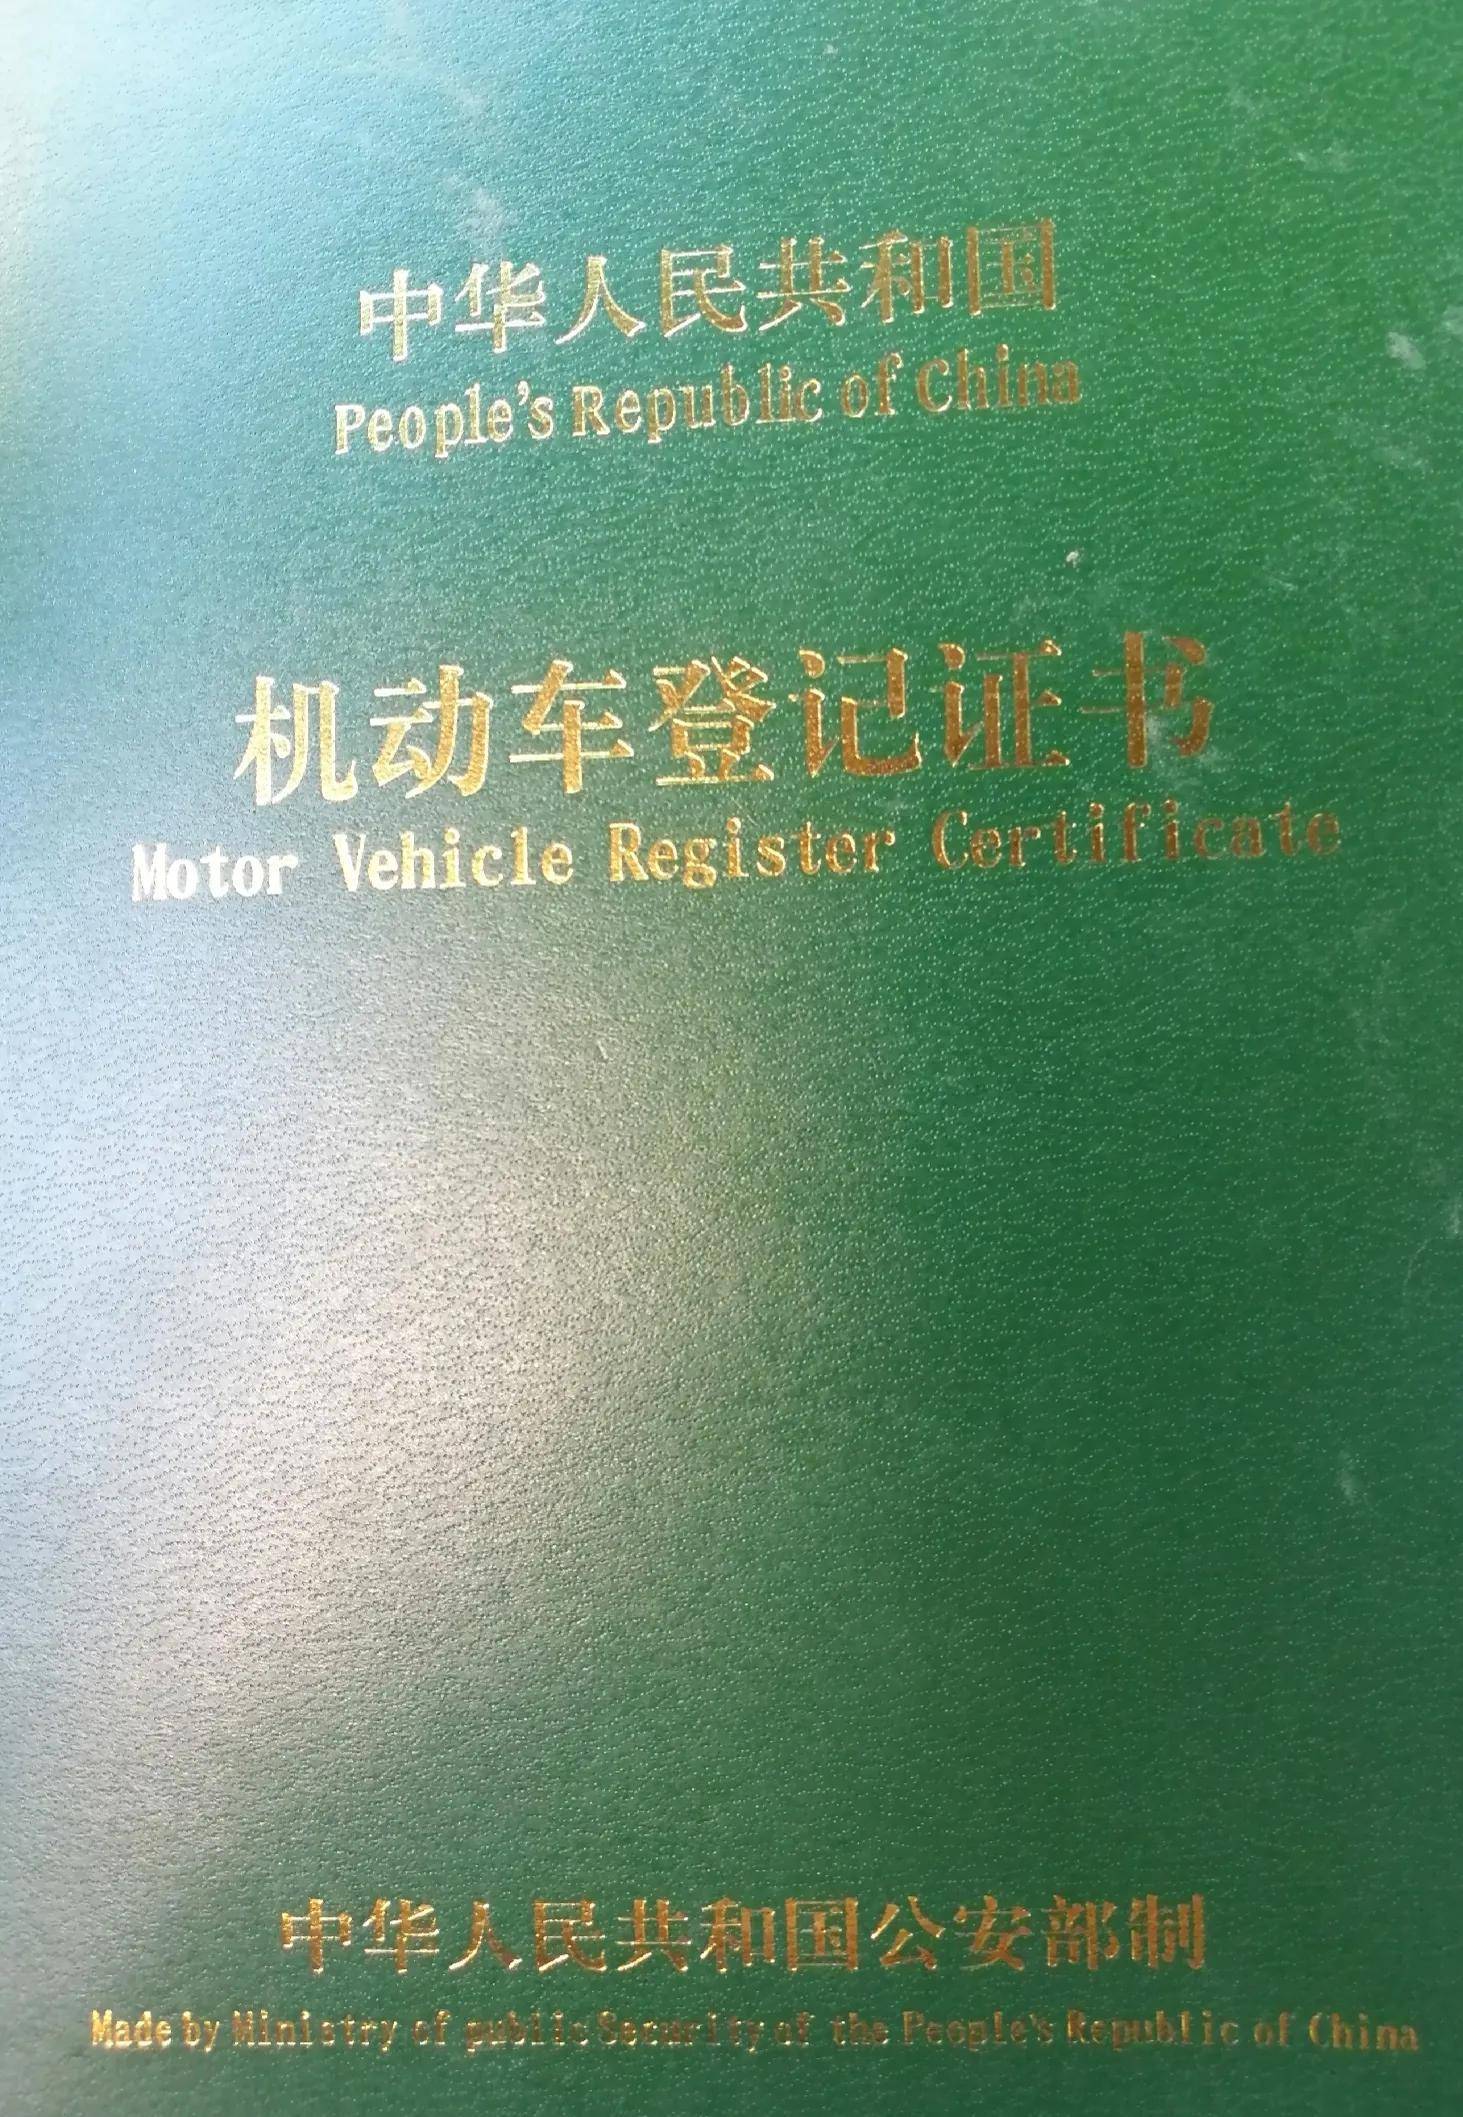 中华人民共和国
People's Republic of China
机动车登记证书
Motor Vehicle Register Certificate
中华人民共和国公安部制
Made by Ministry of public Security of the People's Republic of China